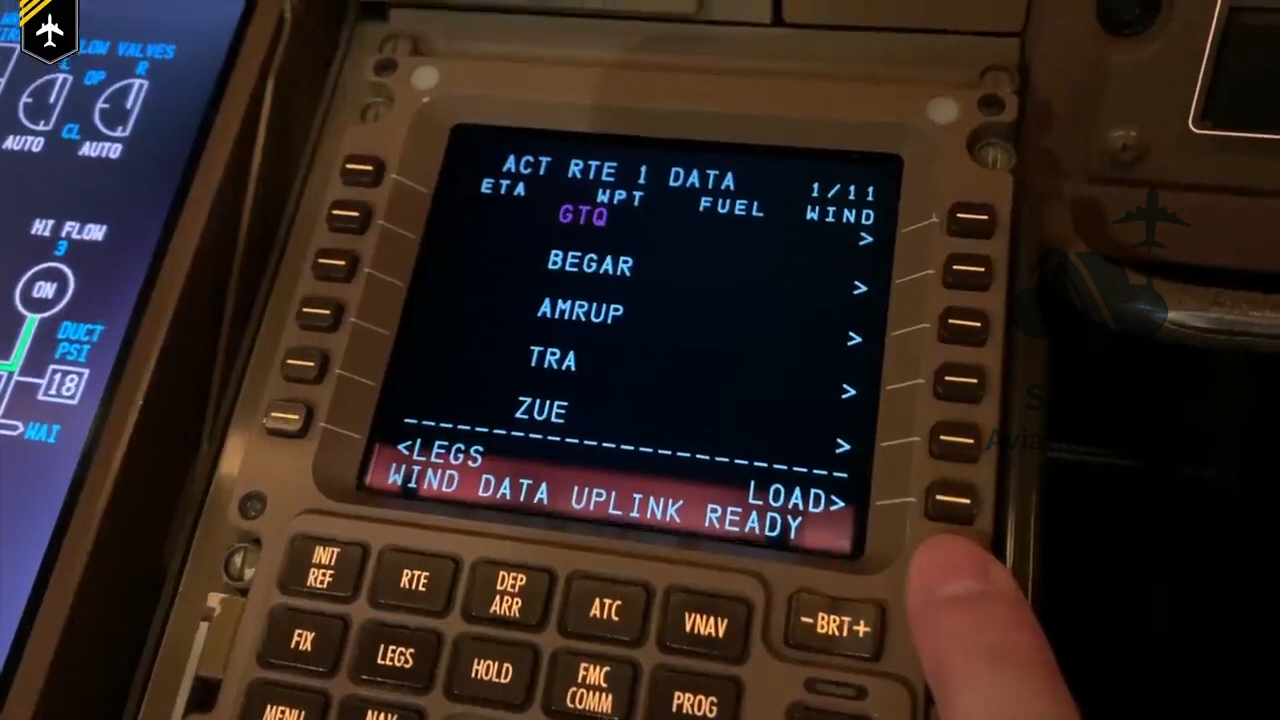 LOW VALVES
L
R
OP
CL
AUTO
AUTO
HI FLOW
3
ON
DUCT
PSI
18
WAI
ACT RTE 1 DATA
1/11
ETA WPT FUEL WIND
GTQ
>
BEGAR
>
AMRUP
>
TRA
>
ZUE
>
--------------------
<LEGS
LOAD>
WIND DATA UPLINK READY
INIT
REF
RTE
DEP
ARR
ATC
VNAV
-BRT+
FIX
LEGS
HOLD
FMC
COMM
PROG
MENU
NAV